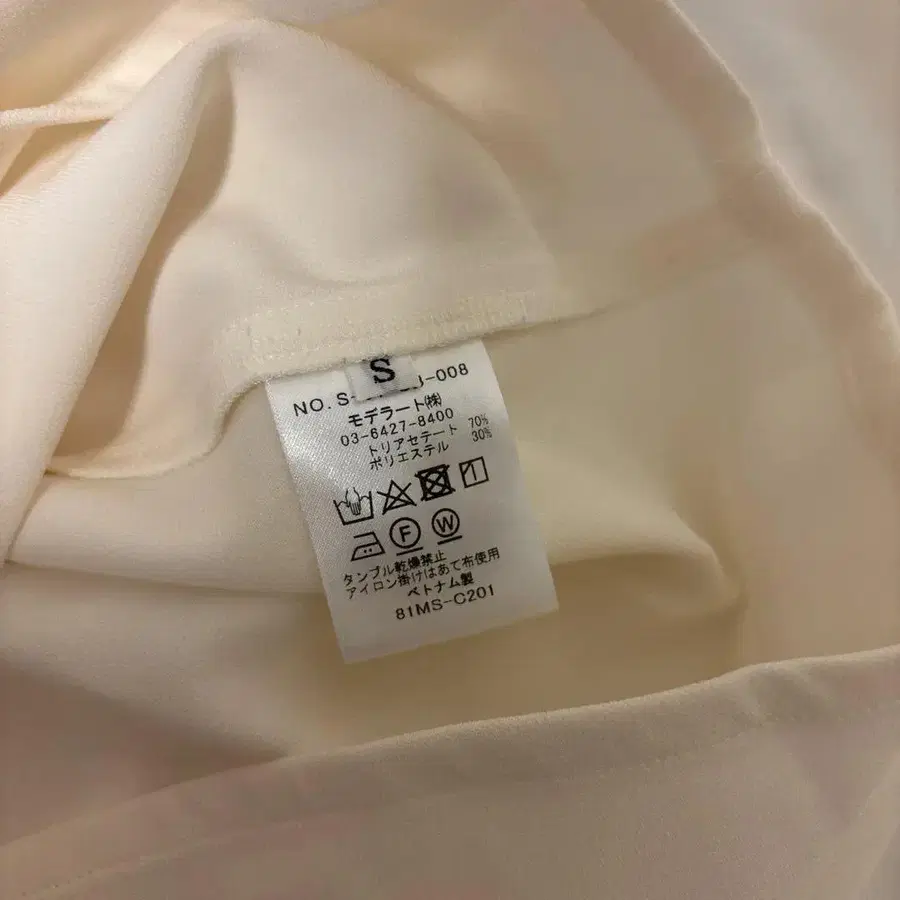 S
NO. S -008
モデラート㈱
03-6427-8400
トリアセテート 70%
ポリエステル 30%
F W
タンブル乾燥禁止
アイロン掛けはあて布使用
ベトナム製
81MS-C201